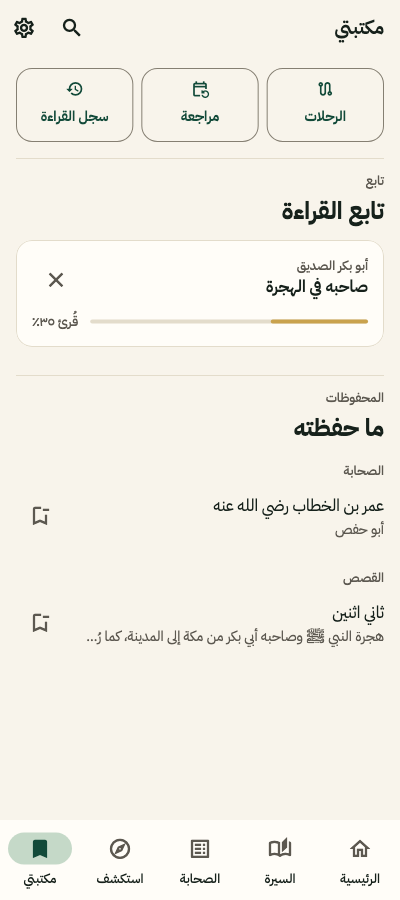 مكتبتي
الرحلات
مراجعة
سجل القراءة
تابع
تابع القراءة
أبو بكر الصديق
صاحبه في الهجرة
قُرئ ٣٥٪
المحفوظات
ما حفظته
الصحابة
عمر بن الخطاب رضي الله عنه
أبو حفص
القصص
ثاني اثنين
هجرة النبي ﷺ وصاحبه أبي بكر من مكة إلى المدينة، كما رُ...
الرئيسية
السيرة
الصحابة
استكشف
مكتبتي